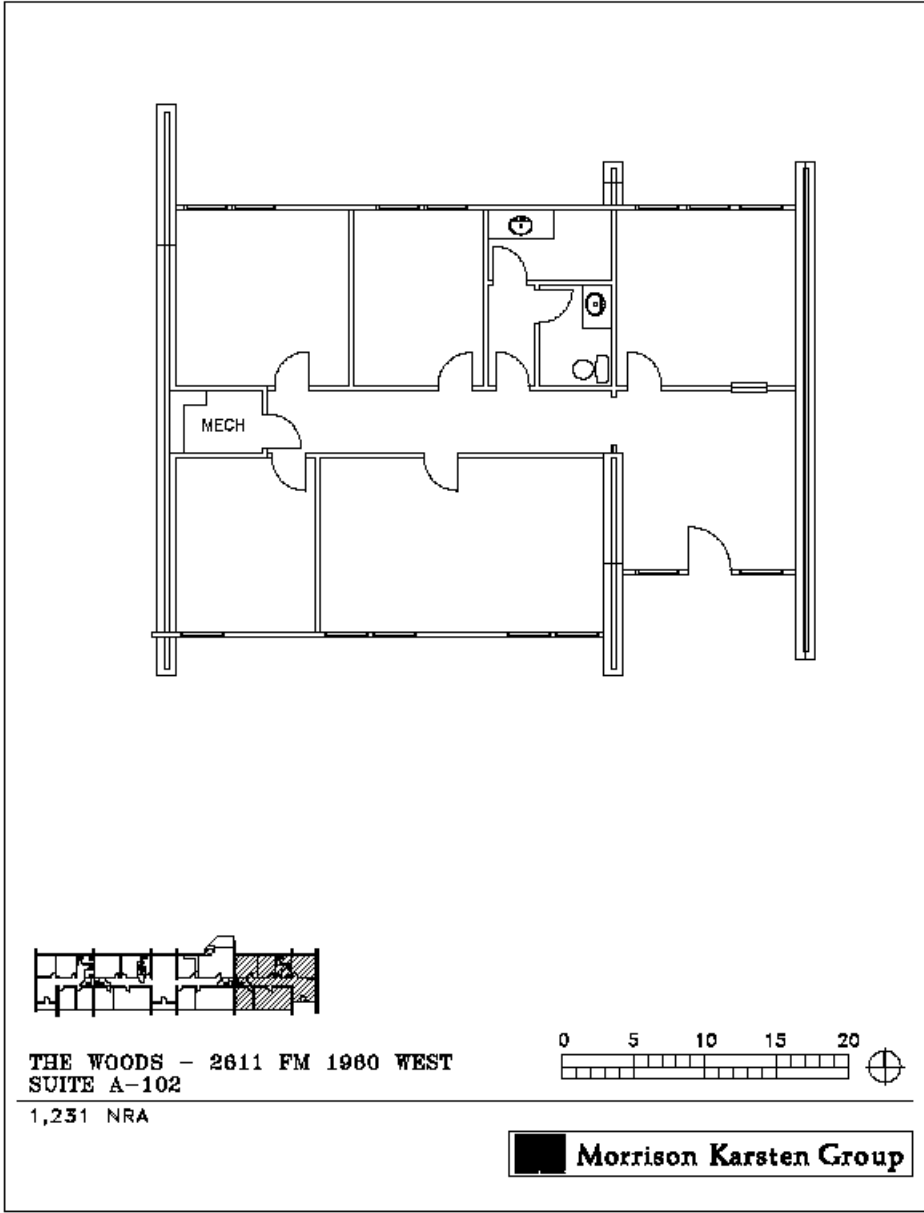 MECH
0 5 10 15 20
THE WOODS - 2611 FM 1960 WEST
SUITE A-102
1,231 NRA
Morrison Karsten Group